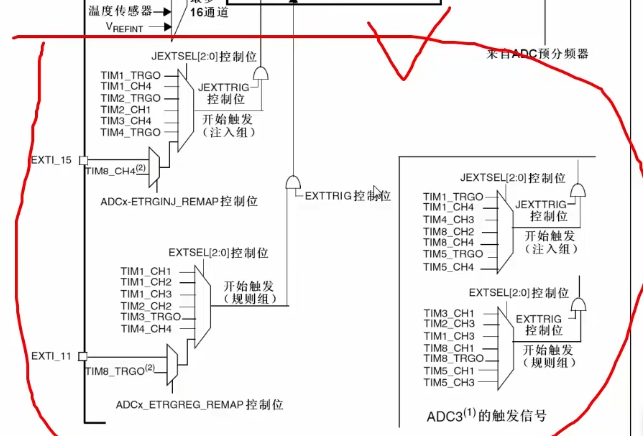 温度传感器
VREFINT
16通道
来自ADC预分频器
JEXTSEL[2:0]控制位
TIM1_TRGO
TIM1_CH4
TIM2_TRGO
TIM2_CH1
TIM3_CH4
TIM4_TRGO
JEXTTRIG
控制位
开始触发
(注入组)
EXTI_15
TIM8_CH4(2)
ADCx-ETRGINJ_REMAP控制位
EXTTRIG控制位
EXTSEL[2:0]控制位
TIM1_CH1
TIM1_CH2
TIM1_CH3
TIM2_CH2
TIM3_TRGO
TIM4_CH4
开始触发
(规则组)
EXTI_11
TIM8_TRGO(2)
ADCx_ETRGREG_REMAP控制位
JEXTSEL[2:0]控制位
TIM1_TRGO
TIM1_CH4
TIM4_CH3
TIM8_CH2
TIM8_CH4
TIM5_TRGO
TIM5_CH4
JEXTTRIG
控制位
开始触发
(注入组)
EXTSEL[2:0]控制位
TIM3_CH1
TIM2_CH3
TIM1_CH3
TIM8_CH1
TIM8_TRGO
TIM5_CH1
TIM5_CH3
EXTTRIG
控制位
开始触发
(规则组)
ADC3(1)的触发信号